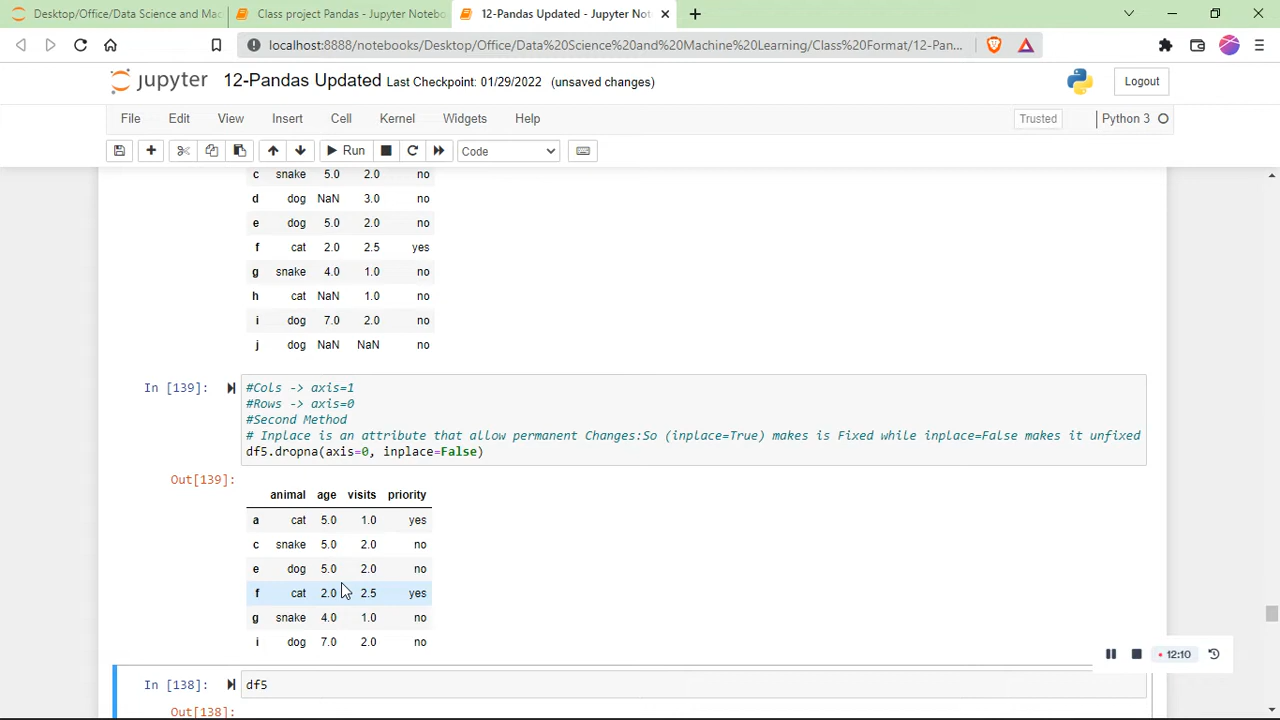 Desktop/Office/Data Science and Mac
Class project Pandas - Jupyter Notebo
12-Pandas Updated - Jupyter Not
localhost:8888/notebooks/Desktop/Office/Data%20Science%20and%20Machine%20Learning/Class%20Format/12-Pan...
jupyter 12-Pandas Updated Last Checkpoint: 01/29/2022 (unsaved changes)
Logout
File Edit View Insert Cell Kernel Widgets Help
Trusted
Python 3
Run
Code
c snake 5.0 2.0 no
d dog NaN 3.0 no
e dog 5.0 2.0 no
f cat 2.0 2.5 yes
g snake 4.0 1.0 no
h cat NaN 1.0 no
i dog 7.0 2.0 no
j dog NaN NaN no
In [139]:
#Cols -> axis=1
#Rows -> axis=0
#Second Method
# Inplace is an attribute that allow permanent Changes:So (inplace=True) makes is Fixed while inplace=False makes it unfixed
df5.dropna(axis=0, inplace=False)
Out[139]:
animal age visits priority
a cat 5.0 1.0 yes
c snake 5.0 2.0 no
e dog 5.0 2.0 no
f cat 2.0 2.5 yes
g snake 4.0 1.0 no
i dog 7.0 2.0 no
12:10
In [138]: df5
Out[138]: